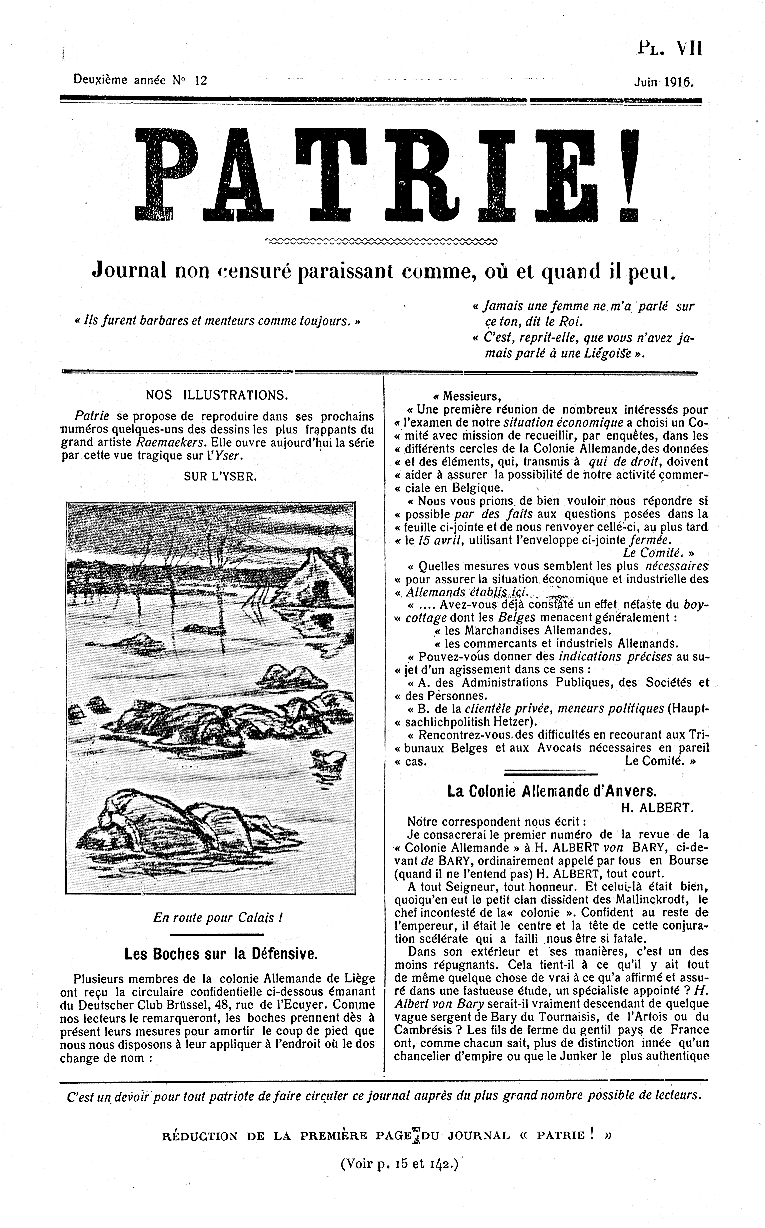 PL. VII
Deuxième année N° 12
Juin 1916.
PATRIE!
Journal non censuré paraissant comme, où et quand il peut.
« Ils furent barbares et menteurs comme toujours. »
« Jamais une femme ne m'a parlé sur
ce ton, dit le Roi.
« C'est, reprit-elle, que vous n'avez ja-
mais parlé à une Liégoise ».
NOS ILLUSTRATIONS.
Patrie se propose de reproduire dans ses prochains
numéros quelques-uns des dessins les plus frappants du
grand artiste Raemaekers. Elle ouvre aujourd'hui la série
par cette vue tragique sur l'Yser.
SUR L'YSER.
En route pour Calais !
Les Boches sur la Défensive.
Plusieurs membres de la colonie Allemande de Liège
ont reçu la circulaire confidentielle ci-dessous émanant
du Deutscher Club Brüssel, 48, rue de l'Ecuyer. Comme
nos lecteurs le remarqueront, les boches prennent dès à
présent leurs mesures pour amortir le coup de pied que
nous nous disposons à leur appliquer à l'endroit où le dos
change de nom :
« Messieurs,
« Une première réunion de nombreux intéressés pour
« l'examen de notre situation économique a choisi un Co-
« mité avec mission de recueillir, par enquêtes, dans les
« différents cercles de la Colonie Allemande,des données
« et des éléments, qui, transmis à qui de droit, doivent
« aider à assurer la possibilité de notre activité commer-
« ciale en Belgique.
« Nous vous prions de bien vouloir nous répondre si
« possible par des faits aux questions posées dans la
« feuille ci-jointe et de nous renvoyer cellé-ci, au plus tard
« le 15 avril, utilisant l'enveloppe ci-jointe fermée.
Le Comité. »
« Quelles mesures vous semblent les plus nécessaires
« pour assurer la situation économique et industrielle des
« Allemands établis ici.
« .... Avez-vous déjà constaté un effet néfaste du boy-
« cottage dont les Belges menacent généralement :
« les Marchandises Allemandes.
« les commercants et industriels Allemands.
« Pouvez-vous donner des indications précises au su-
« jet d'un agissement dans ce sens :
« A. des Administrations Publiques, des Sociétés et
« des Personnes.
« B. de la clientèle privée, meneurs politiques (Haupt-
« sachlichpolitish Hetzer).
« Rencontrez-vous des difficultés en recourant aux Tri-
« bunaux Belges et aux Avocats nécessaires en pareil
« cas. Le Comité. »
La Colonie Allemande d'Anvers.
H. ALBERT.
Notre correspondent nous écrit :
Je consacrerai le premier numéro de la revue de la
« Colonie Allemande » à H. ALBERT von BARY, ci-de-
vant de BARY, ordinairement appelé par tous en Bourse
(quand il ne l'entend pas) H. ALBERT, tout court.
A tout Seigneur, tout honneur. Et celui-là était bien,
quoiqu'en eut le petit clan dissident des Mallinckrodt, le
chef incontesté de la« colonie ». Confident au reste de
l'empereur, il était le centre et la tête de cette conjura-
tion scélérate qui a failli nous être si fatale.
Dans son extérieur et ses manières, c'est un des
moins répugnants. Cela tient-il à ce qu'il y ait tout
de même quelque chose de vrai à ce qu'a affirmé et assu-
ré dans une fastueuse étude, un spécialiste appointé ? H.
Albert von Bary serait-il vraiment descendant de quelque
vague sergent de Bary du Tournaisis, de l'Artois ou du
Cambrésis ? Les fils de ferme du gentil pays de France
ont, comme chacun sait, plus de distinction innée qu'un
chancelier d'empire ou que le Junker le plus authentique
C'est un devoir pour tout patriote de faire circuler ce journal auprès du plus grand nombre possible de lecteurs.
RÉDUCTION DE LA PREMIÈRE PAGE DU JOURNAL « PATRIE ! »
(Voir p. 15 et 142.)